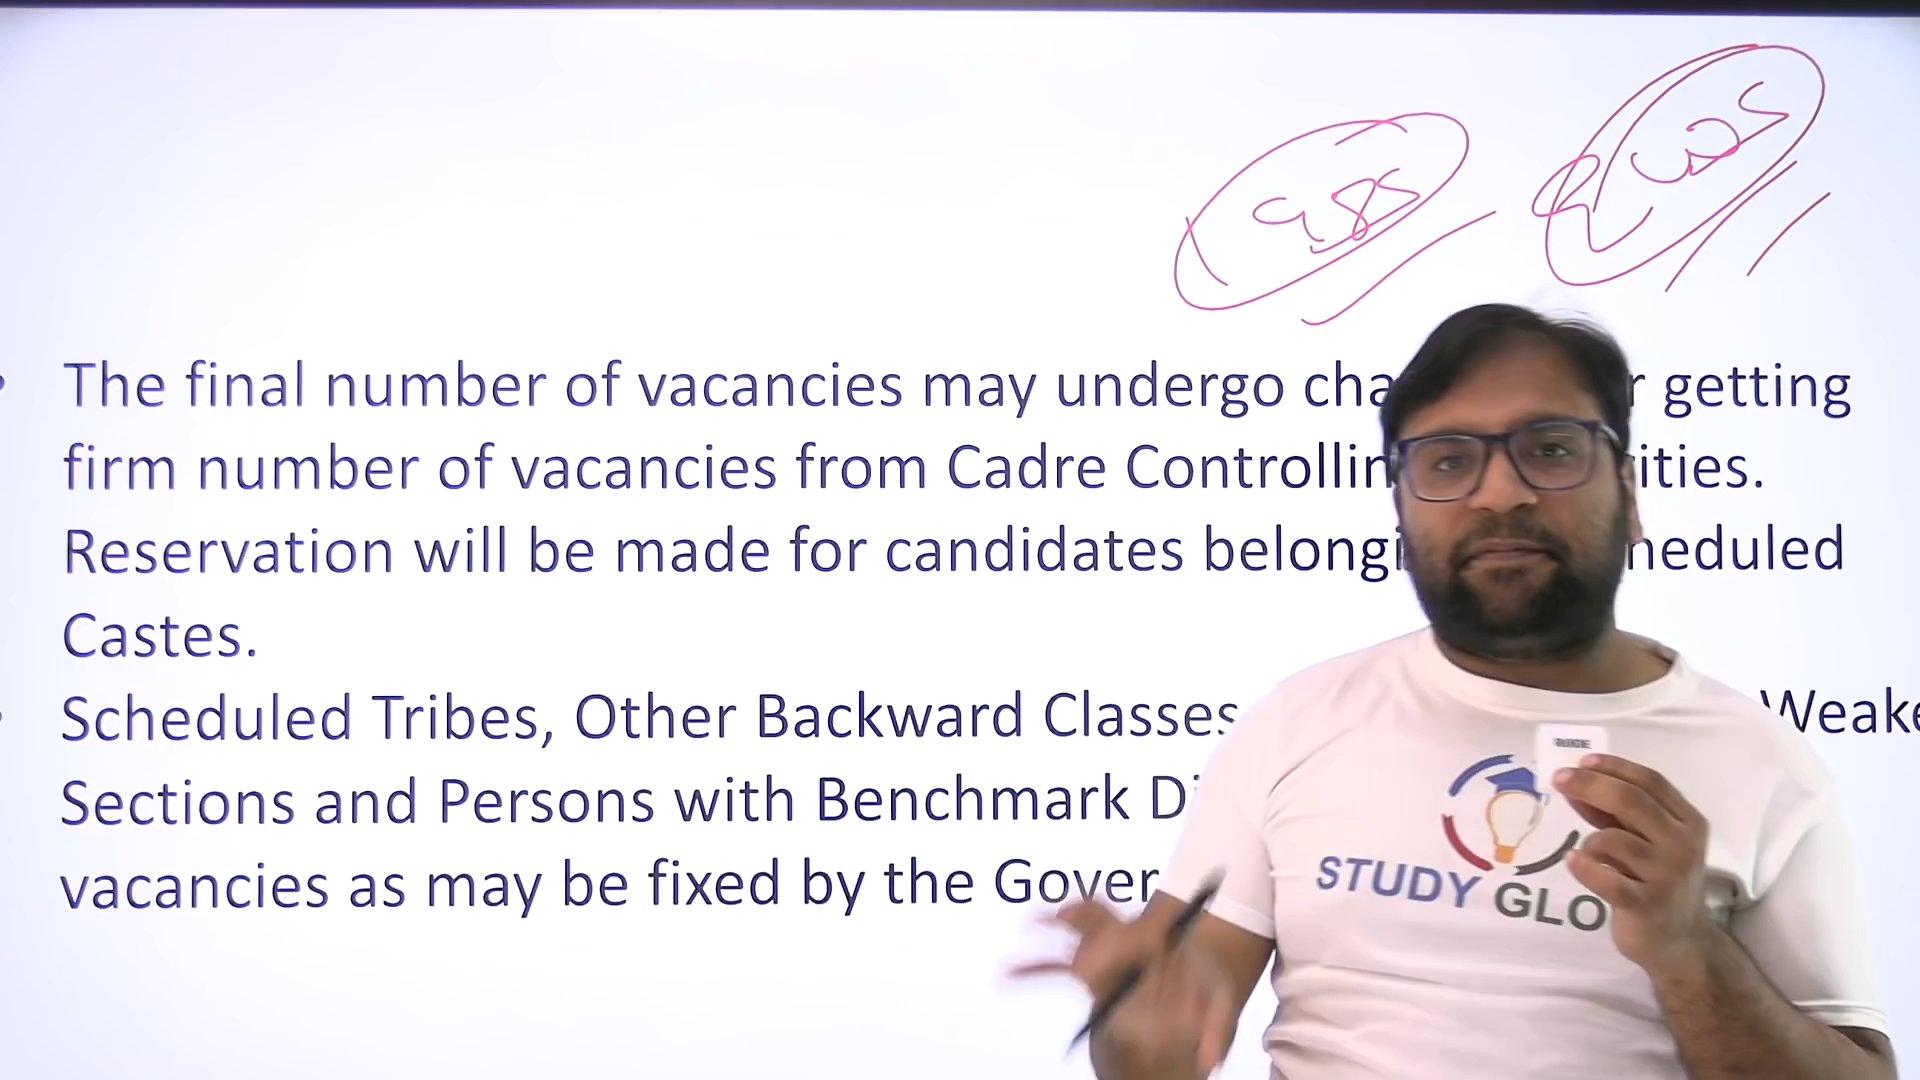 The final number of vacancies may undergo cha r getting
firm number of vacancies from Cadre Controllin ities.
Reservation will be made for candidates belongi heduled
Castes.
Scheduled Tribes, Other Backward Classes Weake
Sections and Persons with Benchmark Di
vacancies as may be fixed by the Gover
RODE
STUDY GLO